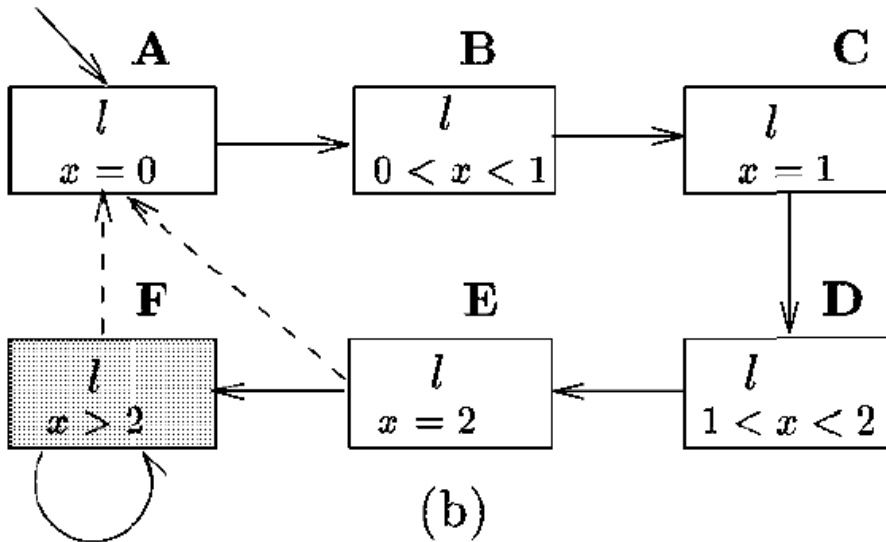 A
l
x = 0
B
l
0 < x < 1
C
l
x = 1
F
l
x > 2
E
l
x = 2
D
l
1 < x < 2
(b)